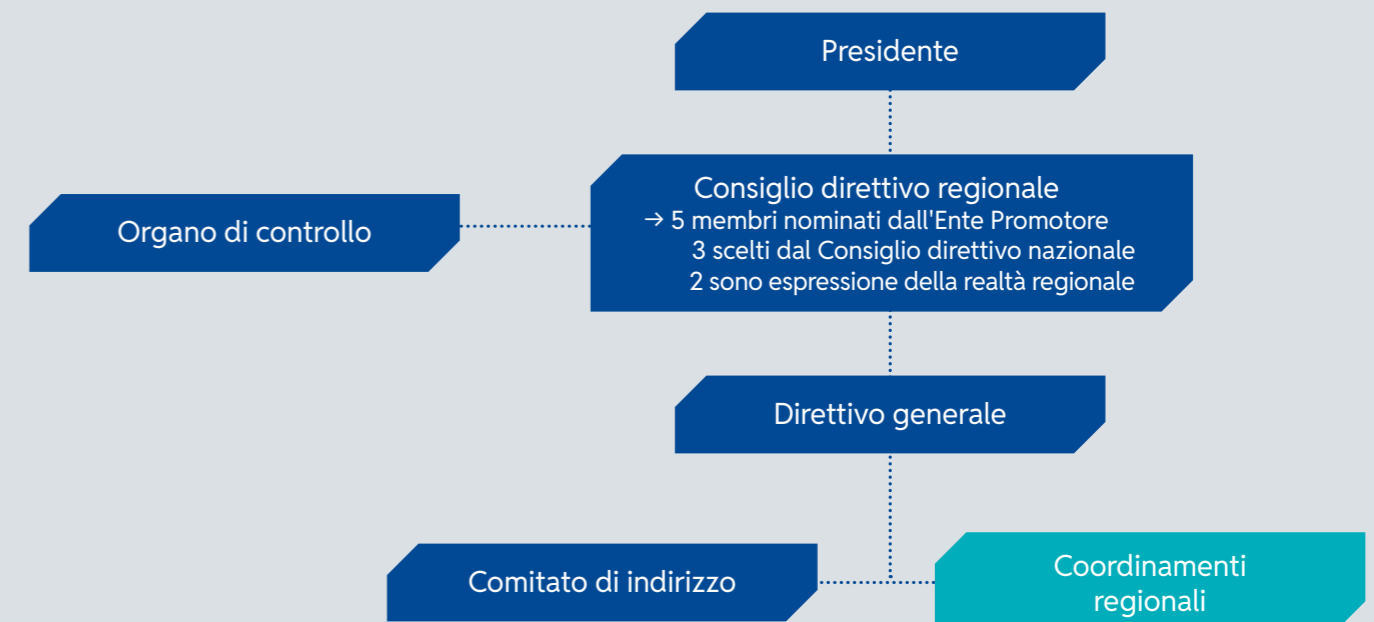 Presidente
Consiglio direttivo regionale
→ 5 membri nominati dall'Ente Promotore
3 scelti dal Consiglio direttivo nazionale
2 sono espressione della realtà regionale
Organo di controllo
Direttivo generale
Comitato di indirizzo
Coordinamenti
regionali